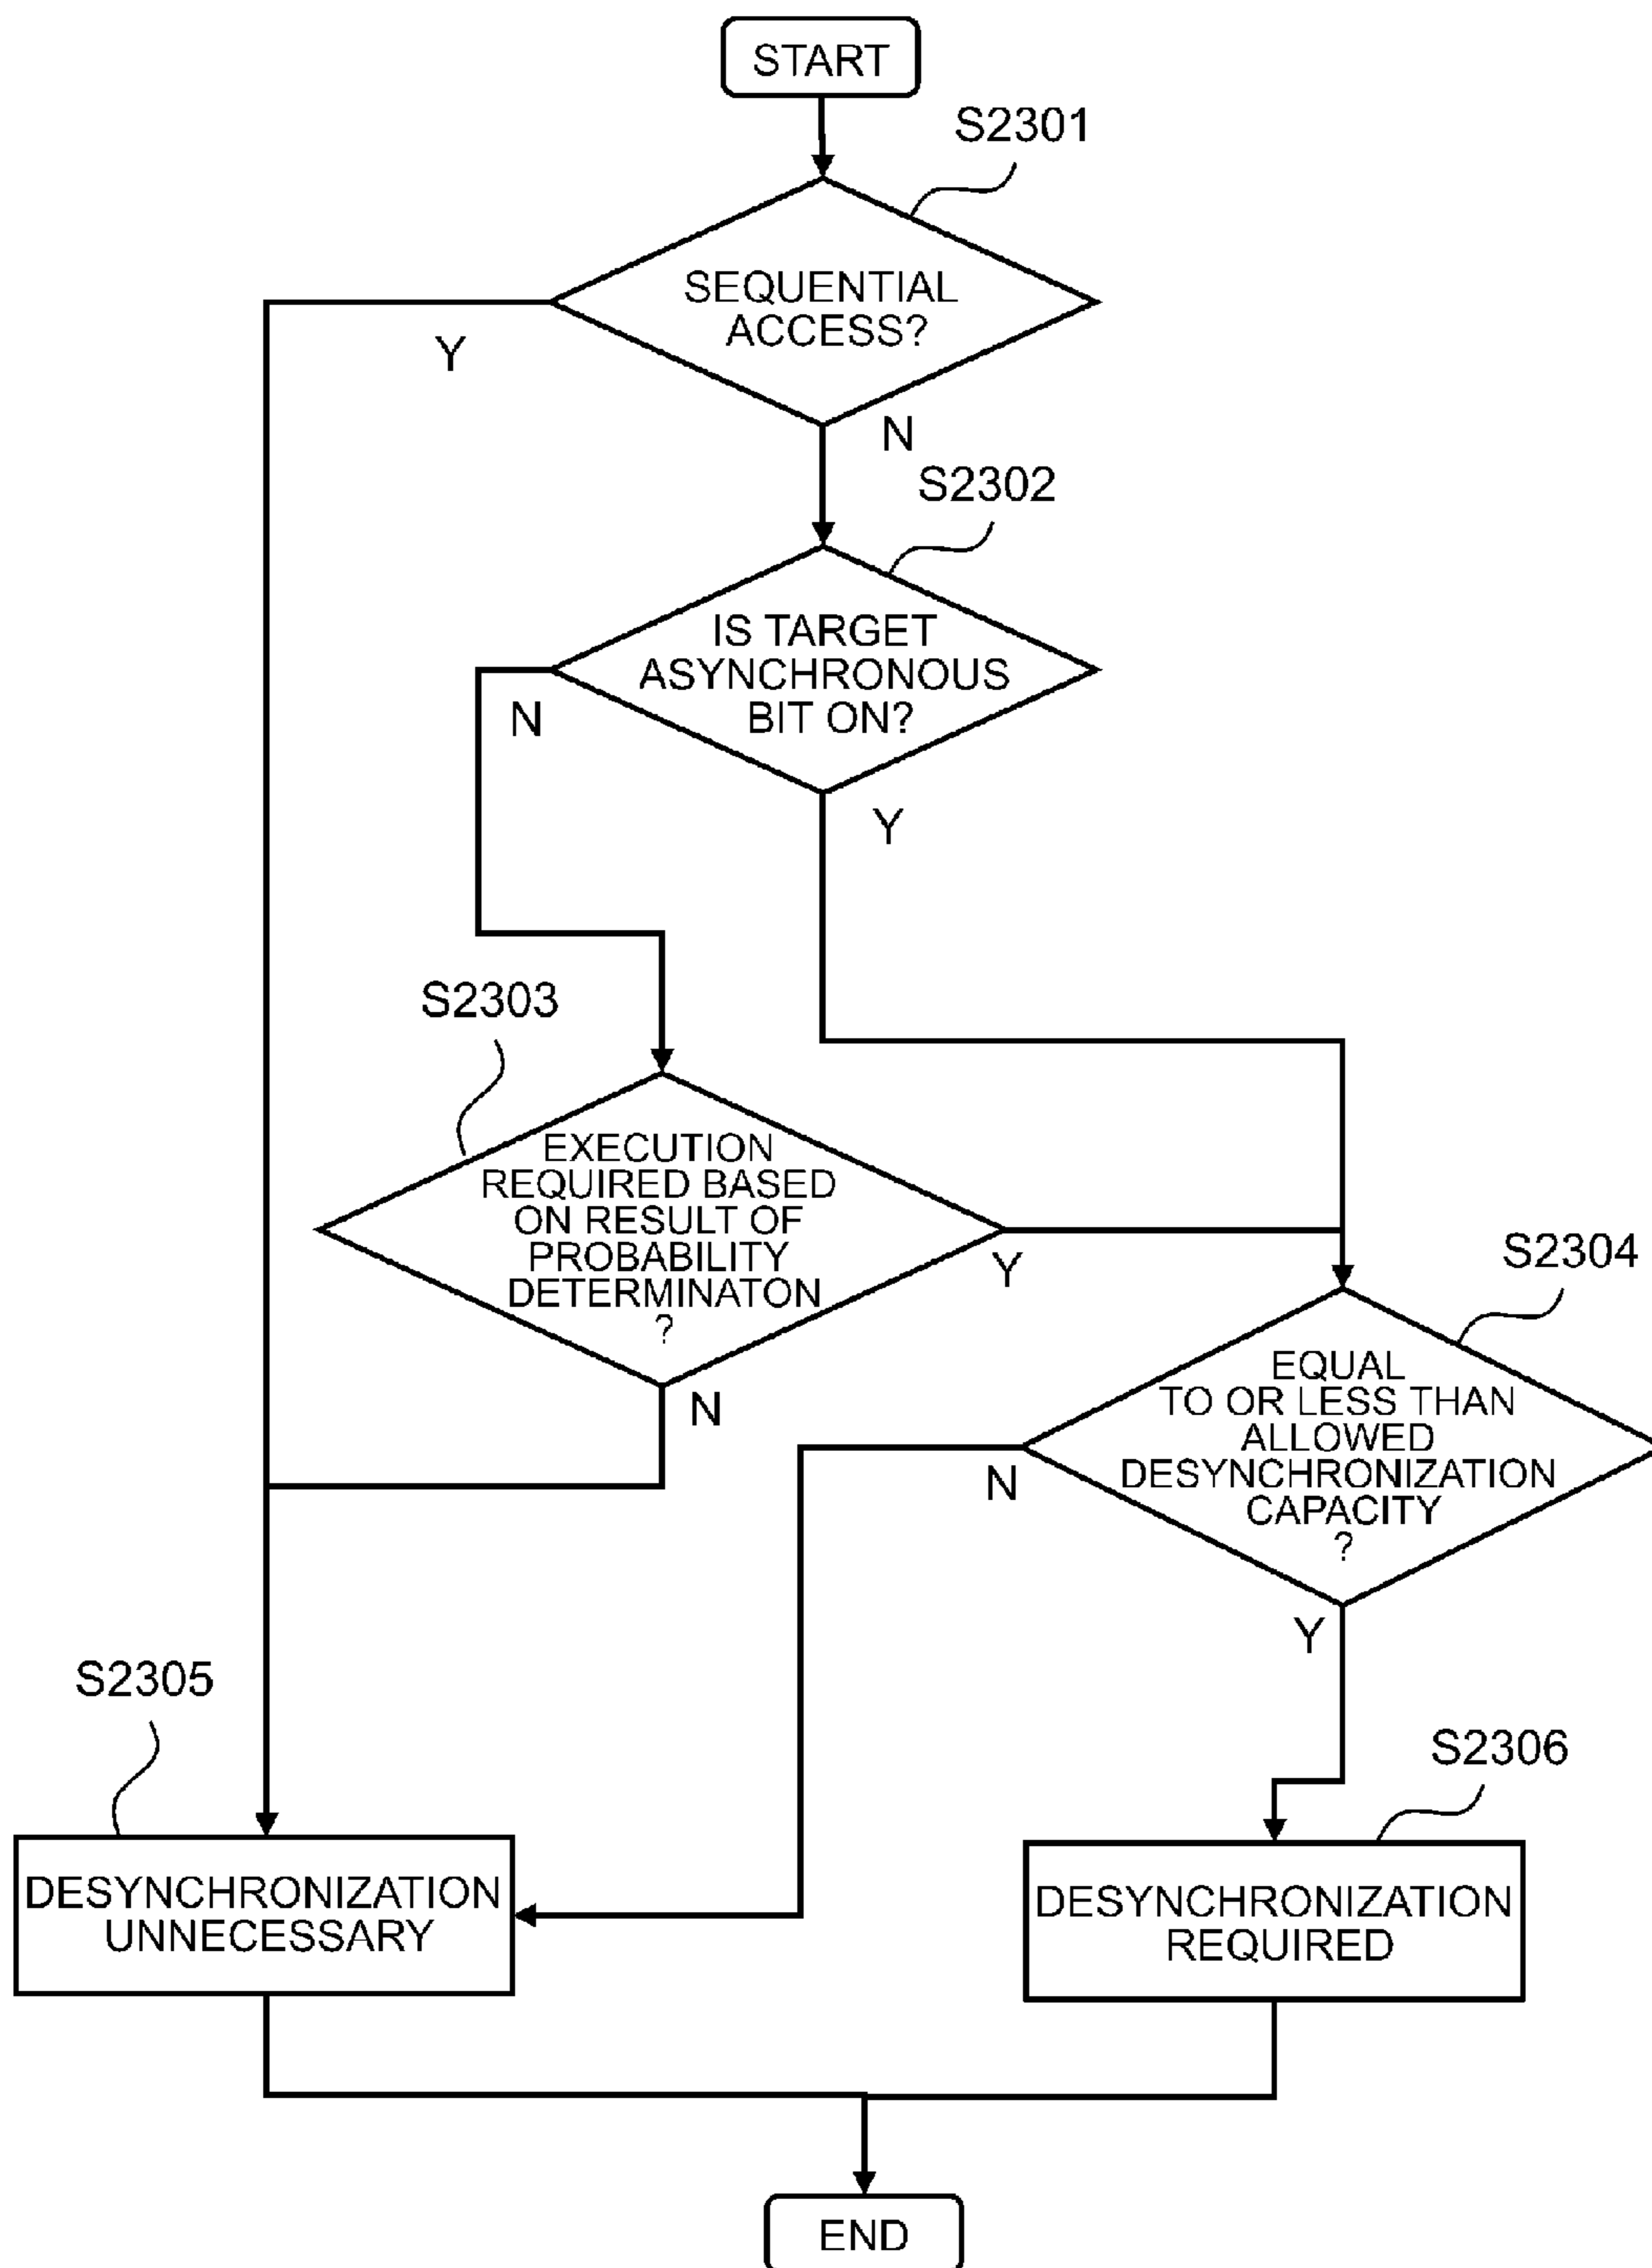 START
S2301
SEQUENTIAL
ACCESS?
Y
N
S2302
IS TARGET
ASYNCHRONOUS
BIT ON?
N
Y
S2303
EXECUTION
REQUIRED BASED
ON RESULT OF
PROBABILITY
DETERMINATON
?
Y
N
S2304
EQUAL
TO OR LESS THAN
ALLOWED
DESYNCHRONIZATION
CAPACITY
?
N
Y
S2305
DESYNCHRONIZATION
UNNECESSARY
S2306
DESYNCHRONIZATION
REQUIRED
END